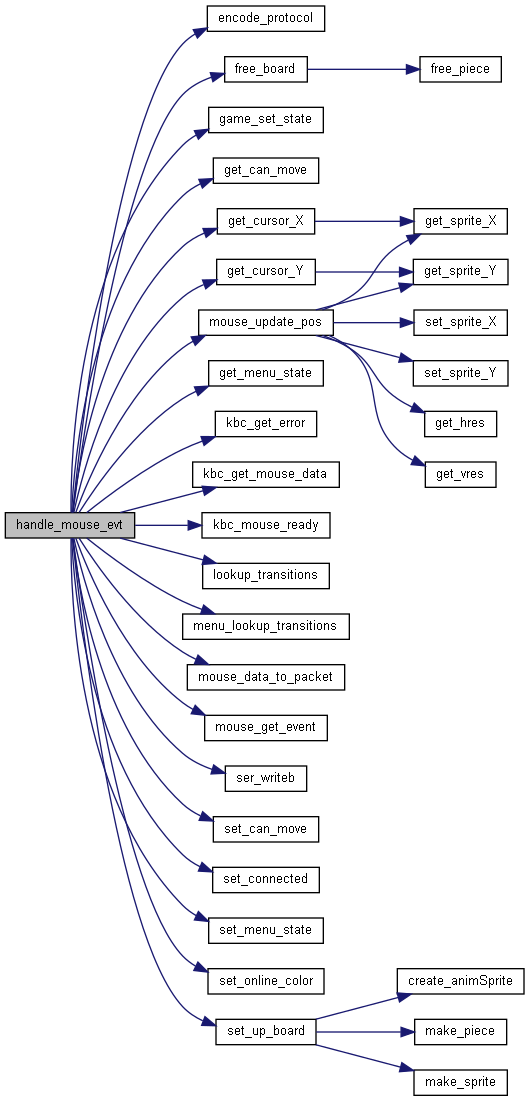 encode_protocol
free_board
free_piece
game_set_state
get_can_move
get_cursor_X
get_sprite_X
get_cursor_Y
get_sprite_Y
mouse_update_pos
set_sprite_X
get_menu_state
set_sprite_Y
kbc_get_error
get_hres
kbc_get_mouse_data
get_vres
handle_mouse_evt
kbc_mouse_ready
lookup_transitions
menu_lookup_transitions
mouse_data_to_packet
mouse_get_event
ser_writeb
set_can_move
set_connected
set_menu_state
set_online_color
create_animSprite
set_up_board
make_piece
make_sprite